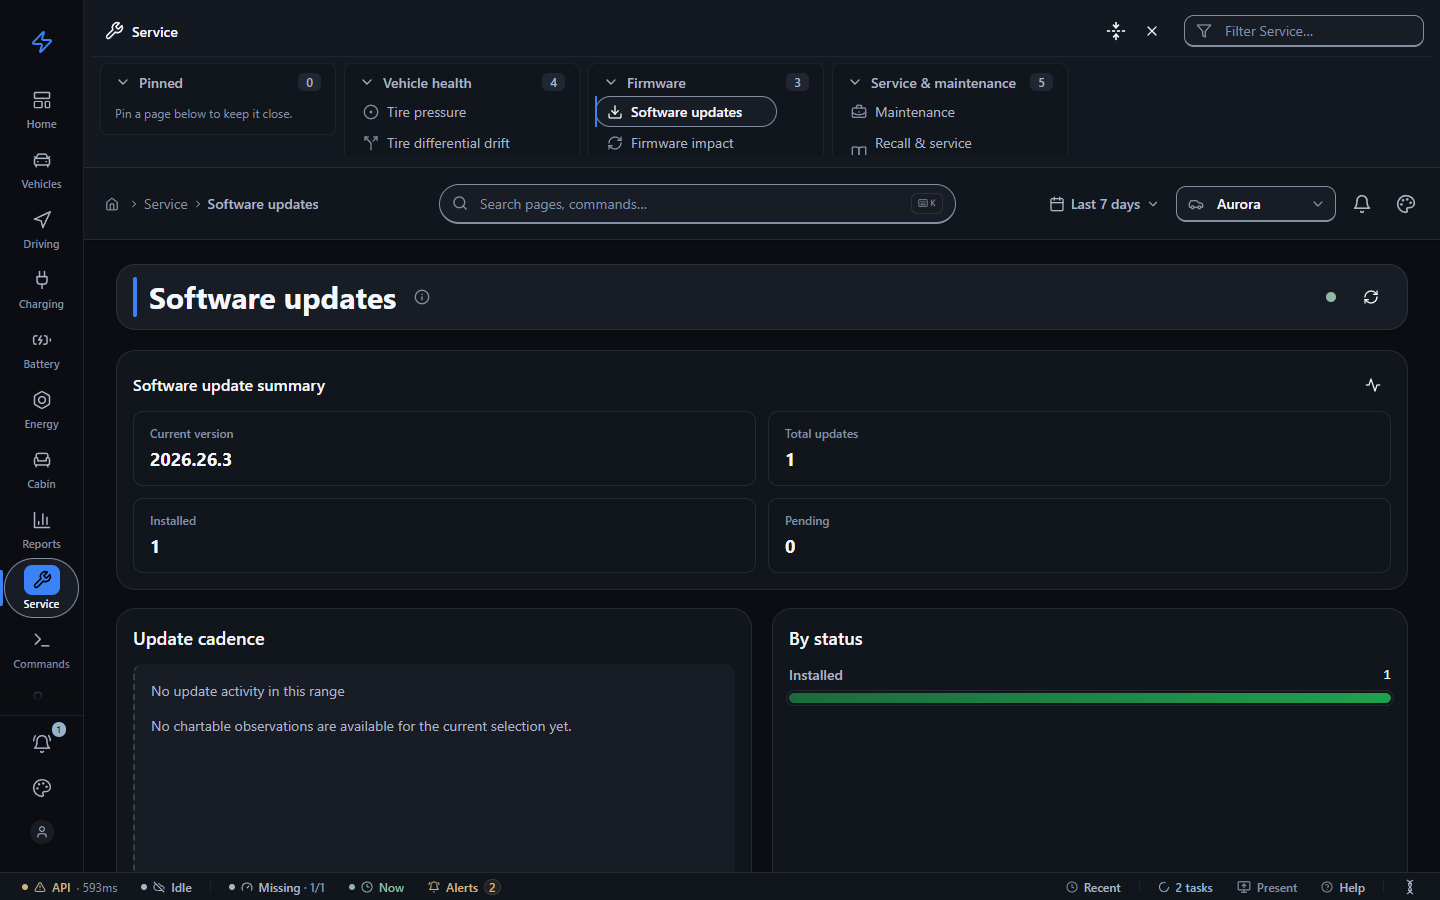 Service
Filter Service...
Pinned 0
Pin a page below to keep it close.
Vehicle health 4
Tire pressure
Tire differential drift
Firmware 3
Software updates
Firmware impact
Service & maintenance 5
Maintenance
Recall & service
Home
Vehicles
Driving
Charging
Battery
Energy
Cabin
Reports
Service
Commands
1
Service
Software updates
Search pages, commands...
K
Last 7 days
Aurora
Software updates
Software update summary
Current version
2026.26.3
Total updates
1
Installed
1
Pending
0
Update cadence
No update activity in this range
No chartable observations are available for the current selection yet.
By status
Installed 1
API · 593ms
Idle
Missing · 1/1
Now
Alerts 2
Recent
2 tasks
Present
Help